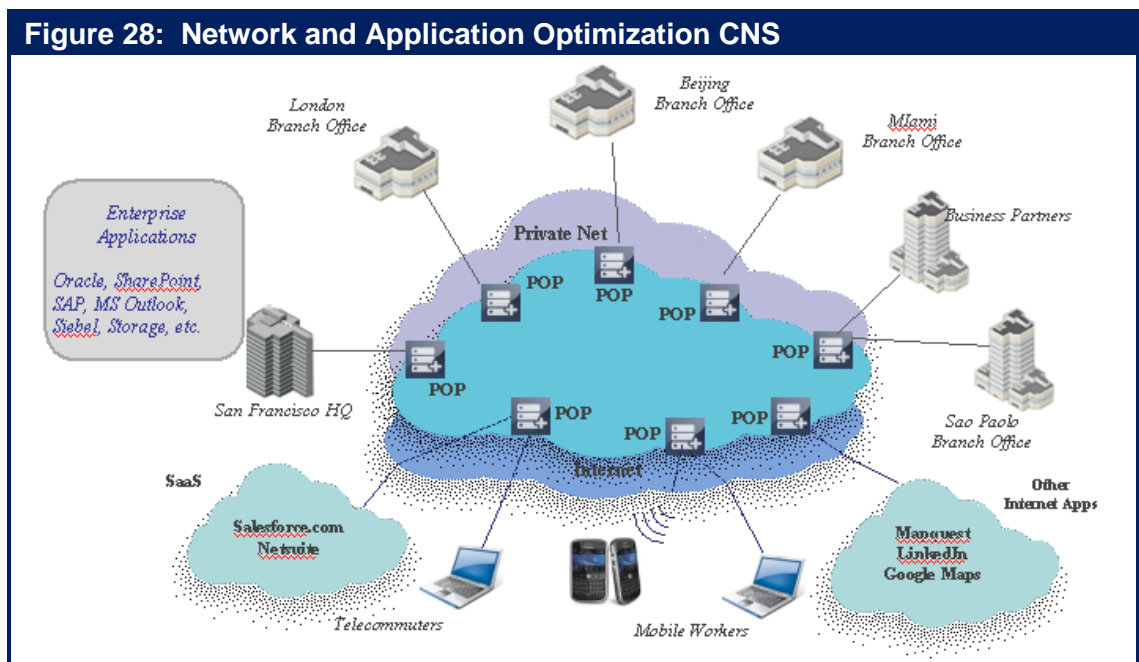 Figure 28: Network and Application Optimization CNS
London
Branch Office
Beijing
Branch Office
MIami
Branch Office
Enterprise
Applications
Oracle, SharePoint,
SAP, MS Outlook,
Siebel, Storage, etc.
Business Partners
Private Net
POP
POP
POP
POP
POP
San Francisco HQ
POP
POP
POP
Sao Paolo
Branch Office
Internet
SaaS
Salesforce.com
Netsuite
Other
Internet Apps
Manquest
LinkedIn
Google Maps
Telecommuters
Mobile Workers